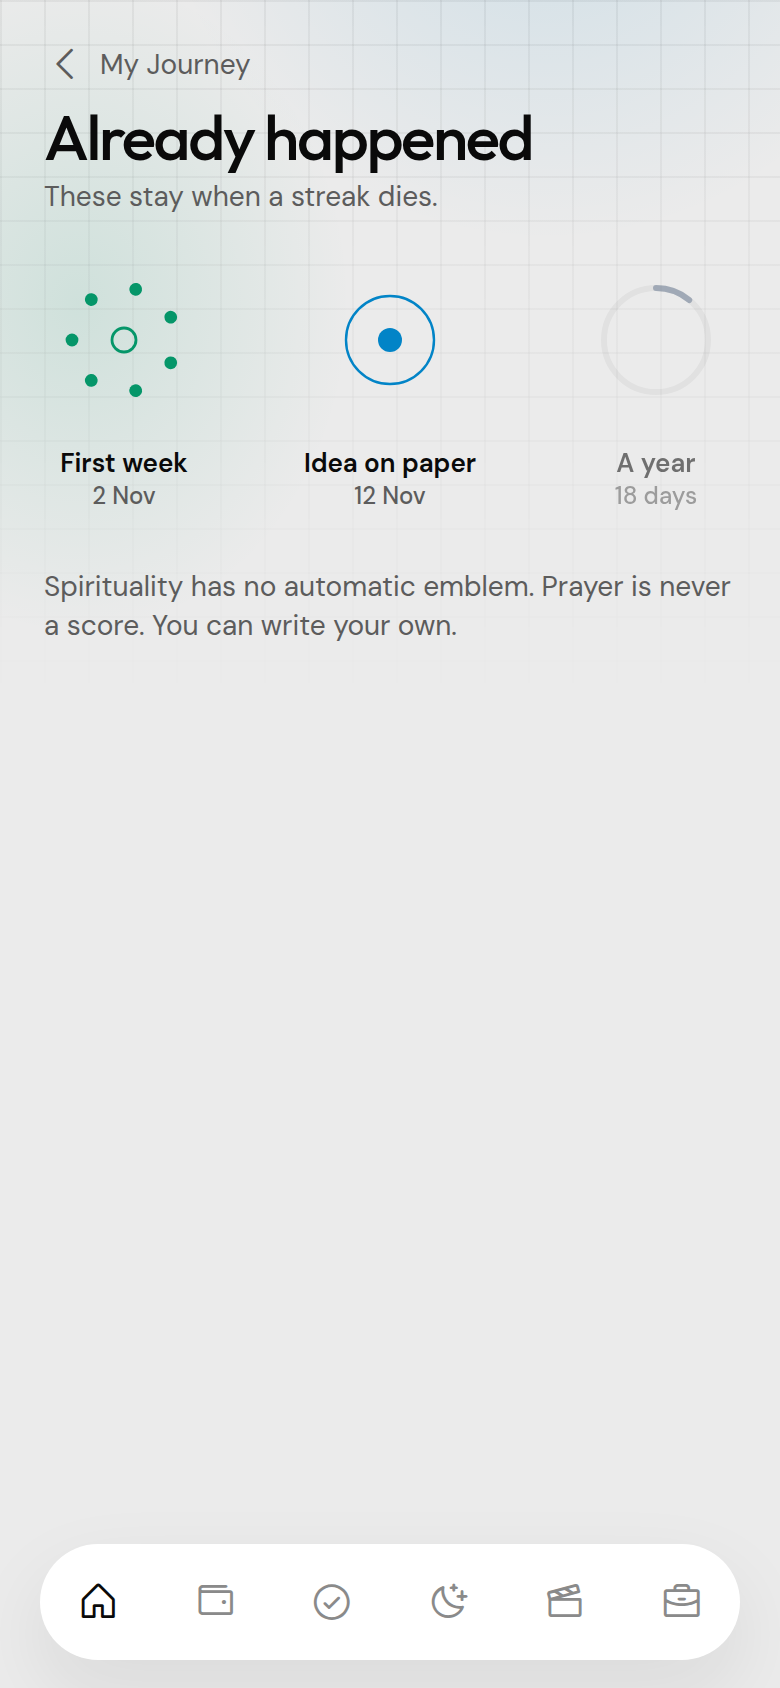 My Journey
Already happened
These stay when a streak dies.
First week
2 Nov
Idea on paper
12 Nov
A year
18 days
Spirituality has no automatic emblem. Prayer is never
a score. You can write your own.